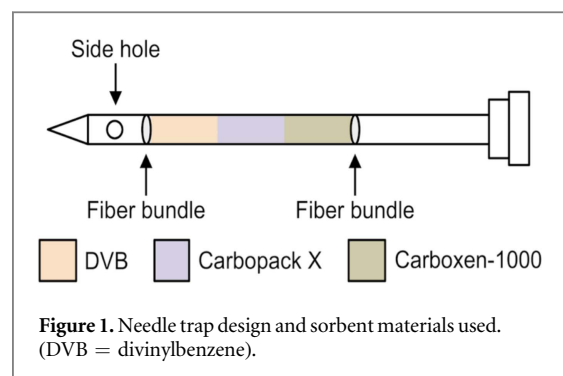 Side hole
Fiber bundle Fiber bundle
DVB Carbopack X Carboxen-1000
Figure 1. Needle trap design and sorbent materials used.
(DVB = divinylbenzene).